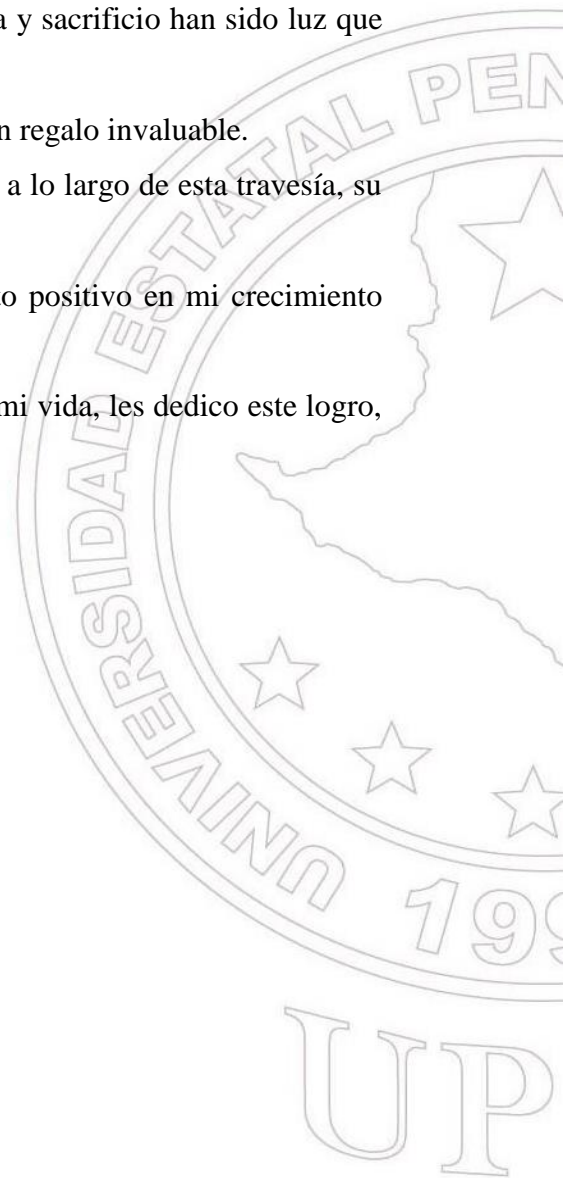 a y sacrificio han sido luz que
n regalo invaluable.
a lo largo de esta travesía, su
to positivo en mi crecimiento
mi vida, les dedico este logro,
UNIVERSIDAD ESTATAL PEN
199
UP